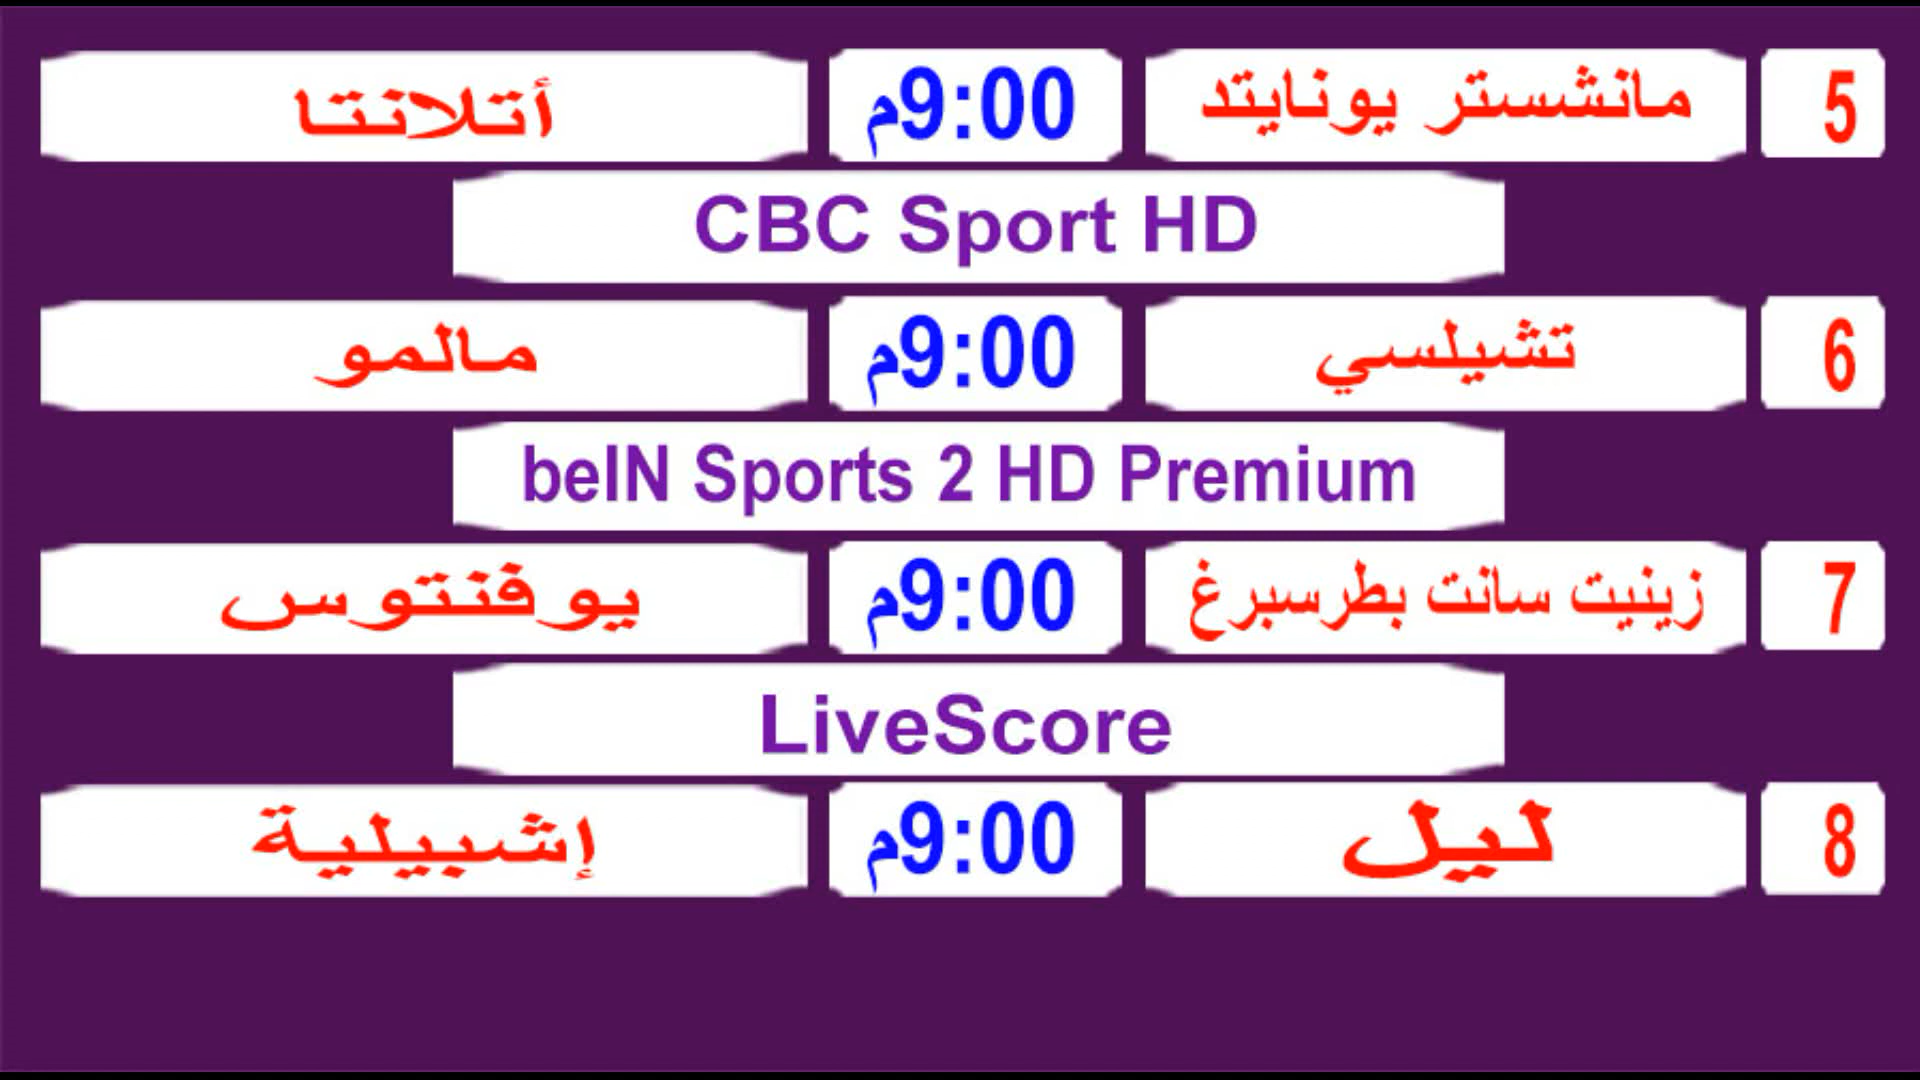 5 مانشستر يونايتد 9:00م أتلانتا
CBC Sport HD
6 تشيلسي 9:00م مالمو
beIN Sports 2 HD Premium
7 زينيت سانت بطرسبرغ 9:00م يوفنتوس
LiveScore
8 ليل 9:00م إشبيلية